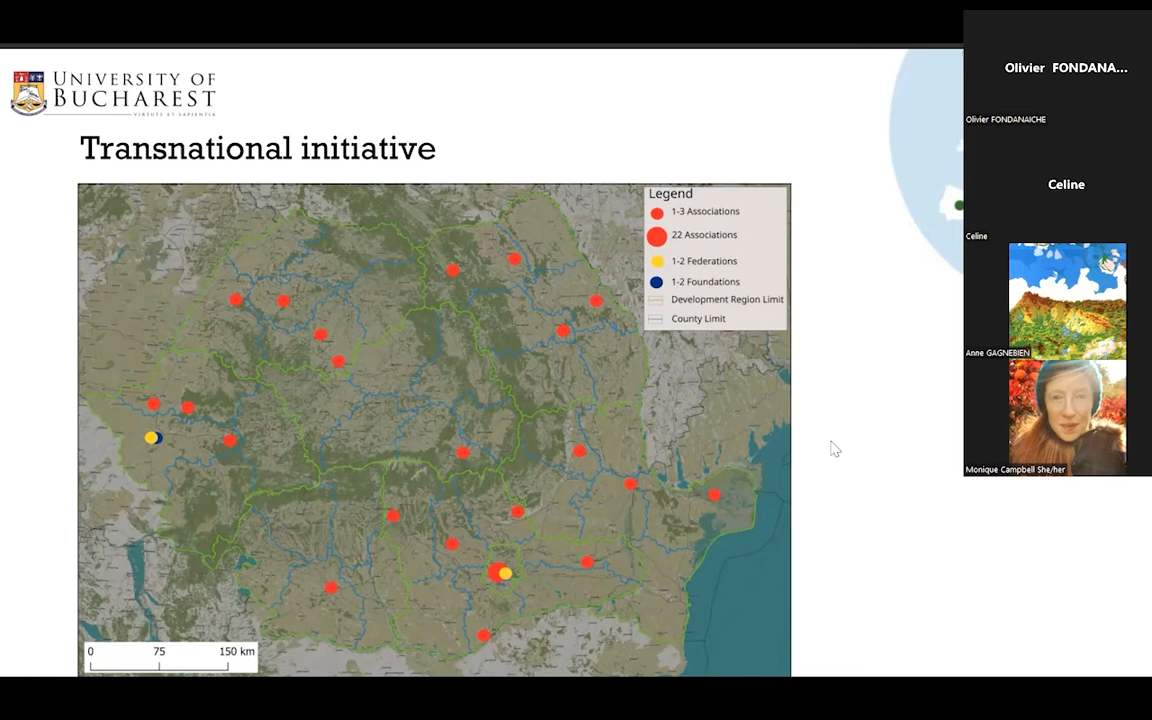 UNIVERSITY OF
BUCHAREST
VIRTUTE ET SAPIENTIA
Transnational initiative
Legend
1-3 Associations
22 Associations
1-2 Federations
1-2 Foundations
Development Region Limit
County Limit
0 75 150 km
Olivier FONDANA...
Olivier FONDANAICHE
Celine
Celine
Anne GAGNEBIEN
Monique Campbell She/her